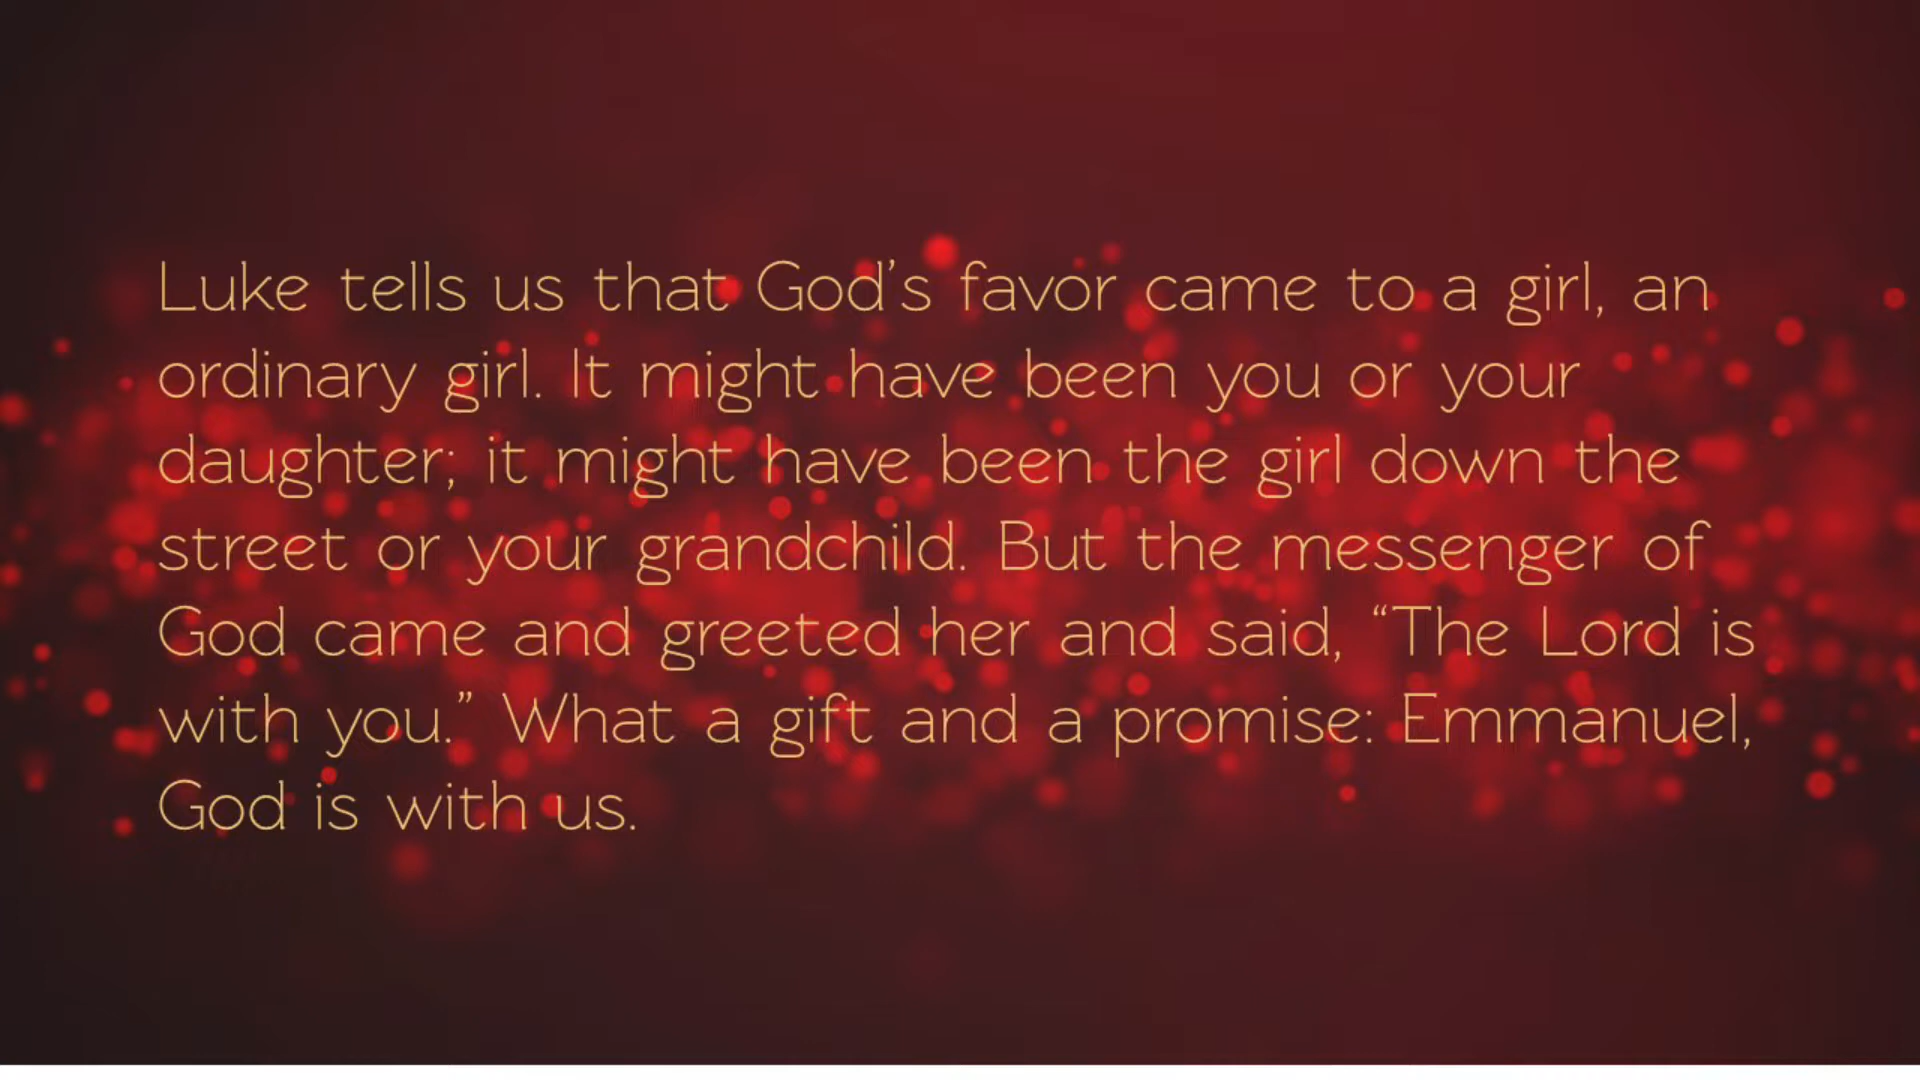 Luke tells us that God’s favor came to a girl, an
ordinary girl. It might have been you or your
daughter; it might have been the girl down the
street or your grandchild. But the messenger of
God came and greeted her and said, “The Lord is
with you.” What a gift and a promise: Emmanuel,
God is with us.